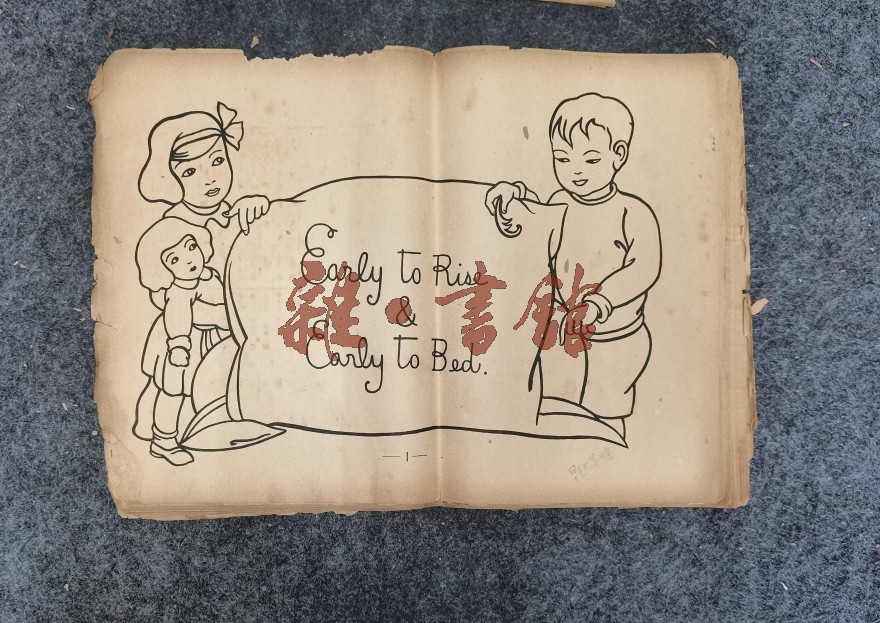 Early to Rise
&
Early to Bed.
雜·書館
—1—